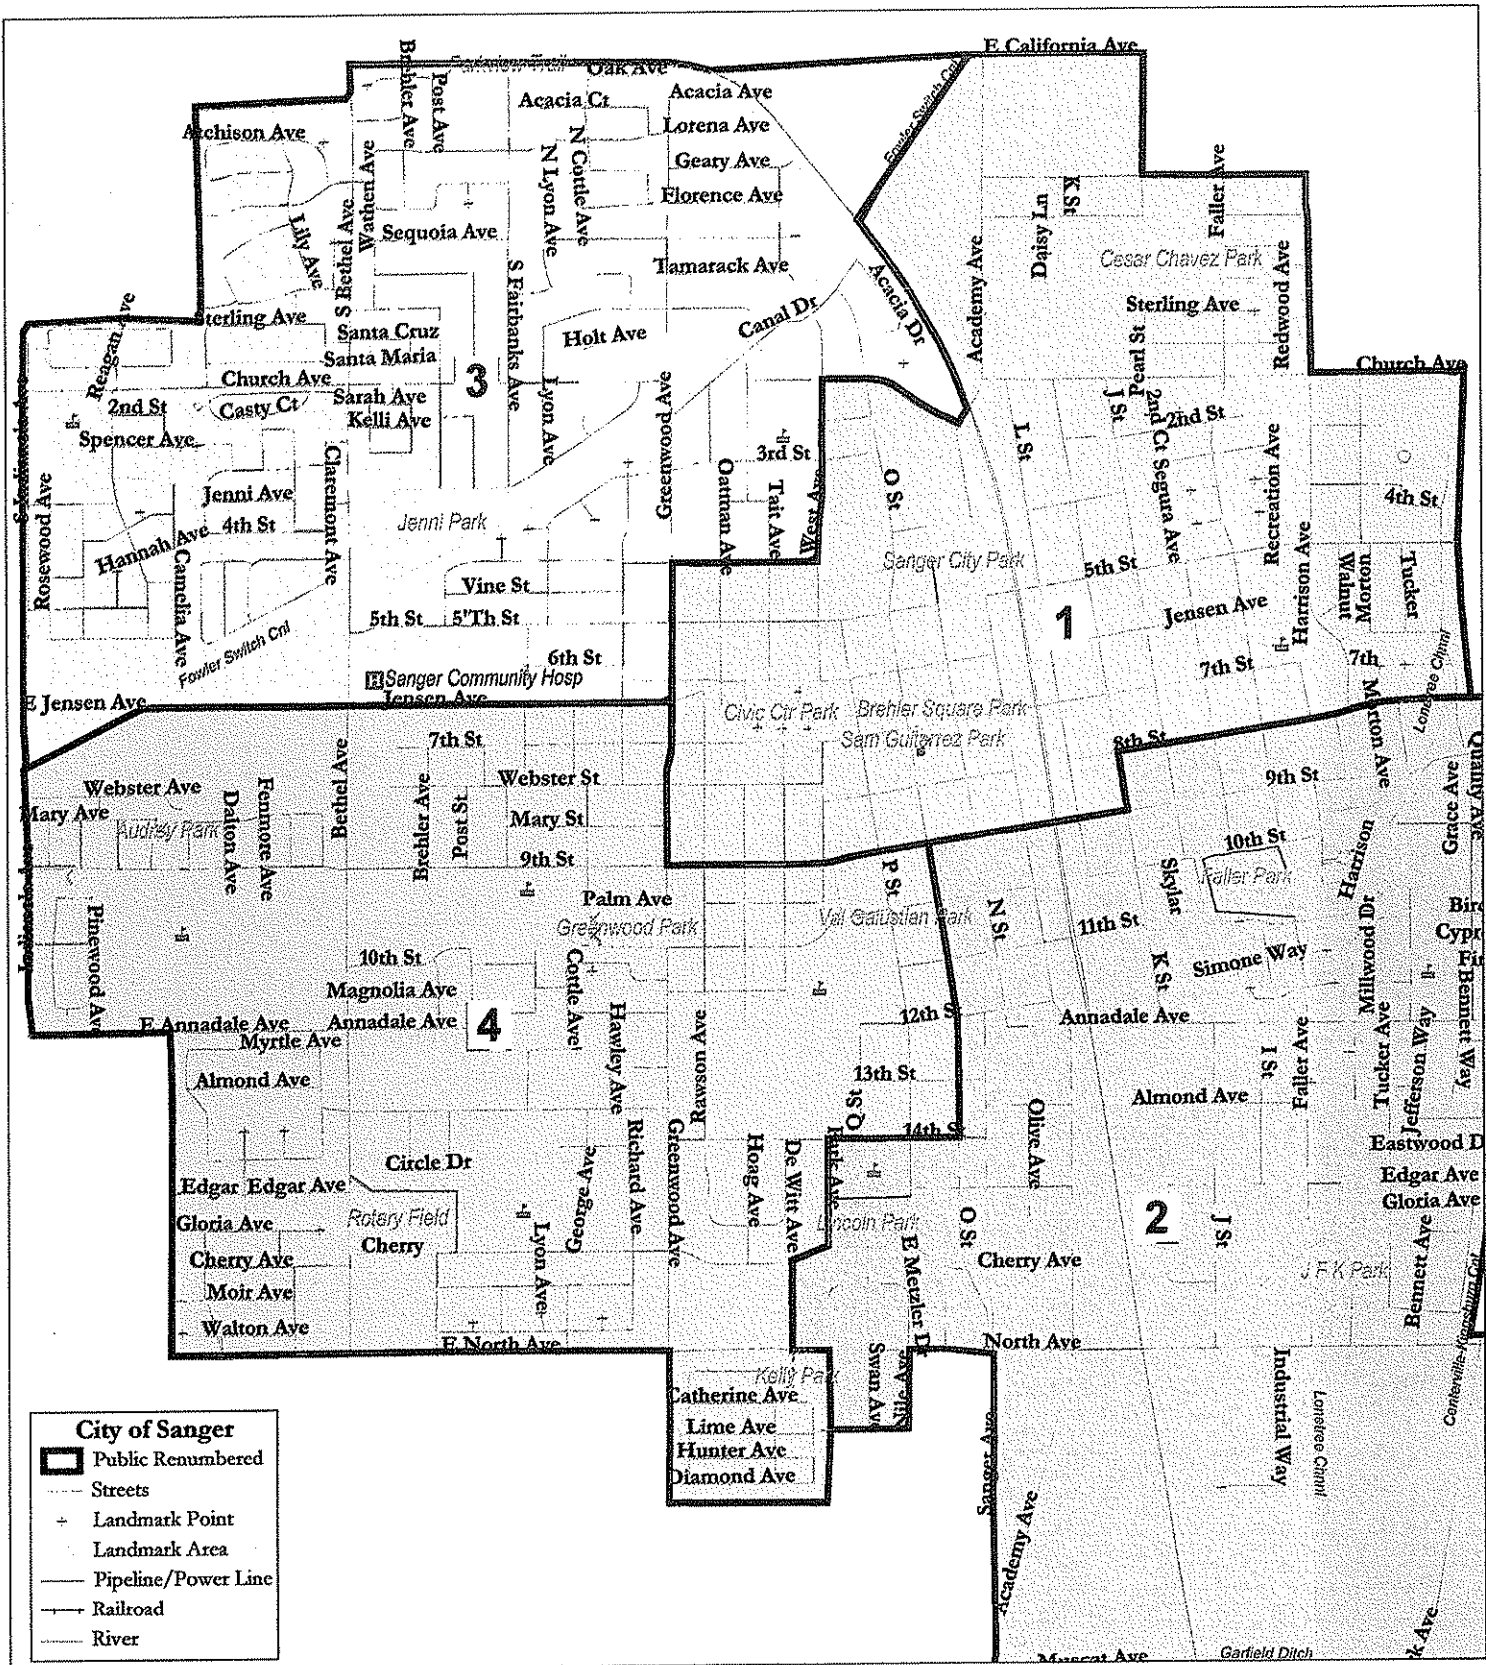 E California Ave
Parkview Trail
Oak Ave
Brehler Ave
Post Ave
Acacia Ct
Acacia Ave
Fowler Switch Cnl
Atchison Ave
Lorena Ave
N Cottle Ave
N Lyon Ave
Geary Ave
Wathen Ave
Florence Ave
K St
Faller Ave
Daisy Ln
Lily Ave
S Bethel Ave
Sequoia Ave
Tamarack Ave
Cesar Chavez Park
Academy Ave
Acacia Dr
S Fairbanks Ave
Canal Dr
Sterling Ave
Redwood Ave
Sterling Ave
Reagan Ave
Santa Cruz
Holt Ave
Santa Maria
Pearl St
Church Ave
Church Ave
3
Sarah Ave
2nd St
Casty Ct
Kelli Ave
Lyon Ave
J St
2nd Ct
2nd St
Spencer Ave
Greenwood Ave
L St
3rd St
Segura Ave
Recreation Ave
Rosewood Ave
Claremont Ave
Jenni Ave
Oatman Ave
Tait Ave
West Ave
O St
4th St
4th St
Jenni Park
Hannah Ave
Camelia Ave
Sanger City Park
5th St
Harrison Ave
Walnut
Morton
Tucker
Vine St
5th St
5'Th St
1
Jensen Ave
Fowler Switch Cnl
6th St
7th St
7th
H Sanger Community Hosp
E Jensen Ave
Jensen Ave
Civic Ctr Park
Brehler Square Park
Morton Ave
Lonetree Chnnl
7th St
Sam Gutierrez Park
8th St
Quality Ave
Webster Ave
Bethel Ave
Webster St
9th St
Grace Ave
Mary Ave
Audrey Park
Dalton Ave
Fenmore Ave
Brehler Ave
Post St
Mary St
9th St
10th St
Harrison
P St
Skylar
Faller Park
Palm Ave
Pinewood Ave
Greenwood Park
Val Galustian Park
N St
11th St
Millwood Dr
10th St
Cottle Ave
K St
Simone Way
Magnolia Ave
Bennett Way
E Annadale Ave
Annadale Ave
4
Hawley Ave
Rawson Ave
12th St
Annadale Ave
Myrtle Ave
Tucker Ave
Jefferson Way
Almond Ave
13th St
I St
Faller Ave
Q St
Almond Ave
14th St
Olive Ave
Circle Dr
George Ave
Richard Ave
Greenwood Ave
Hoag Ave
De Witt Ave
Park Ave
Edgar
Edgar Ave
Edgar Ave
Gloria Ave
Gloria Ave
Rotary Field
Lincoln Park
O St
2
J St
Cherry
Lyon Ave
E Metzler Dr
Cherry Ave
Cherry Ave
J F K Park
Bennett Ave
Moir Ave
Centerville-Kingsburg Cnl
Walton Ave
E North Ave
North Ave
Kelly Park
Swan Ave
Catherine Ave
Industrial Way
Lonetree Chnnl
Lime Ave
Hunter Ave
Diamond Ave
Sanger Ave
Academy Ave
Muscat Ave
Garfield Ditch
City of Sanger
Public Renumbered
Streets
Landmark Point
Landmark Area
Pipeline/Power Line
Railroad
River